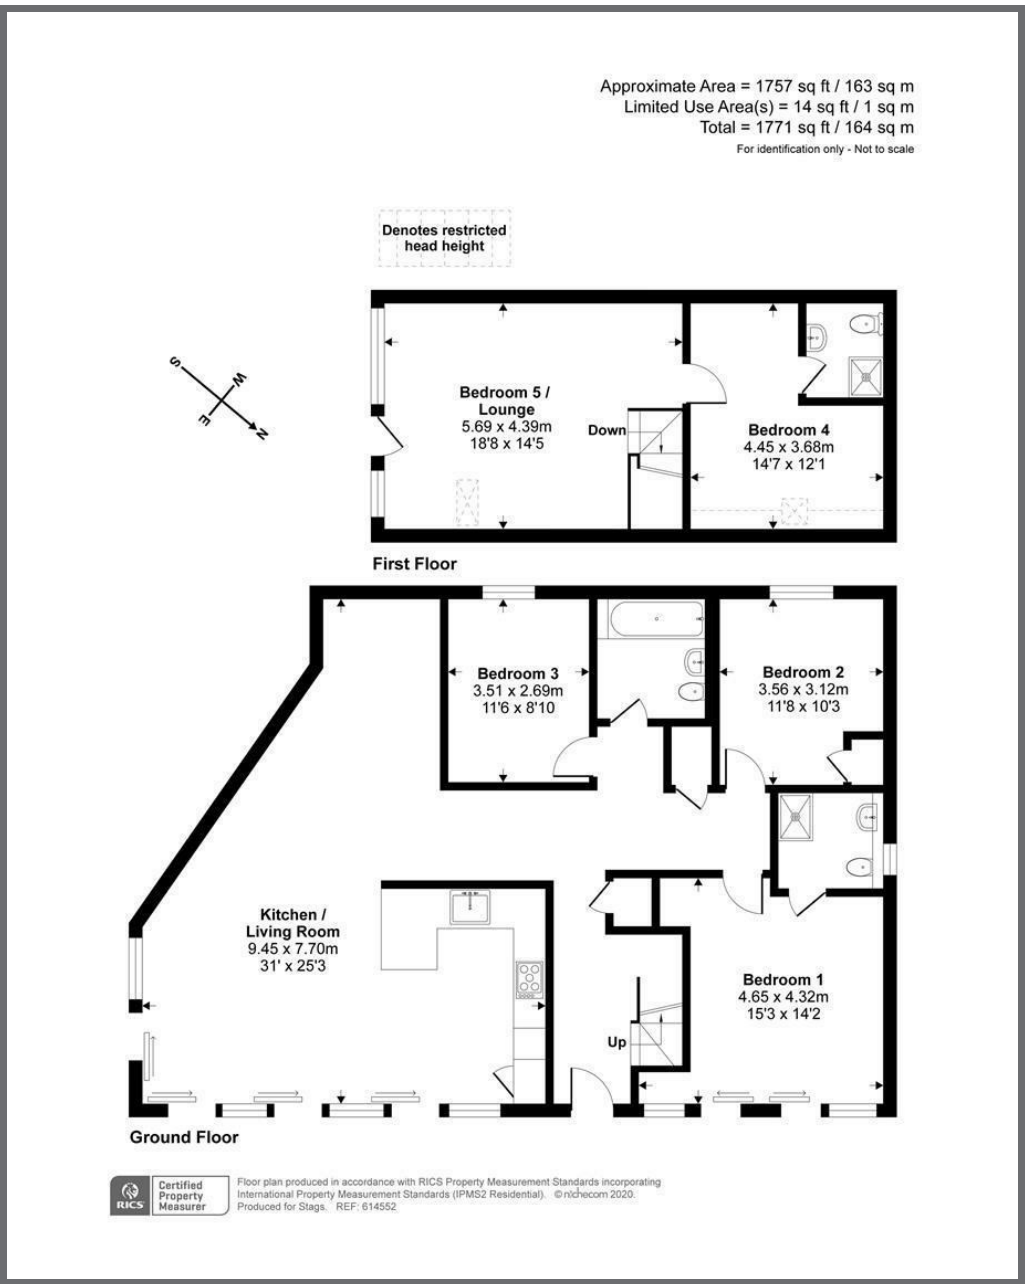 Approximate Area = 1757 sq ft / 163 sq m
Limited Use Area(s) = 14 sq ft / 1 sq m
Total = 1771 sq ft / 164 sq m
For identification only - Not to scale
Denotes restricted
head height
S
W
E
N
Bedroom 5 /
Lounge
5.69 x 4.39m
18'8 x 14'5
Down
Bedroom 4
4.45 x 3.68m
14'7 x 12'1
First Floor
Bedroom 3
3.51 x 2.69m
11'6 x 8'10
Bedroom 2
3.56 x 3.12m
11'8 x 10'3
Kitchen /
Living Room
9.45 x 7.70m
31' x 25'3
Bedroom 1
4.65 x 4.32m
15'3 x 14'2
Up
Ground Floor
RICS
Certified
Property
Measurer
Floor plan produced in accordance with RICS Property Measurement Standards incorporating
International Property Measurement Standards (IPMS2 Residential). © nichecom 2020.
Produced for Stags. REF: 614552